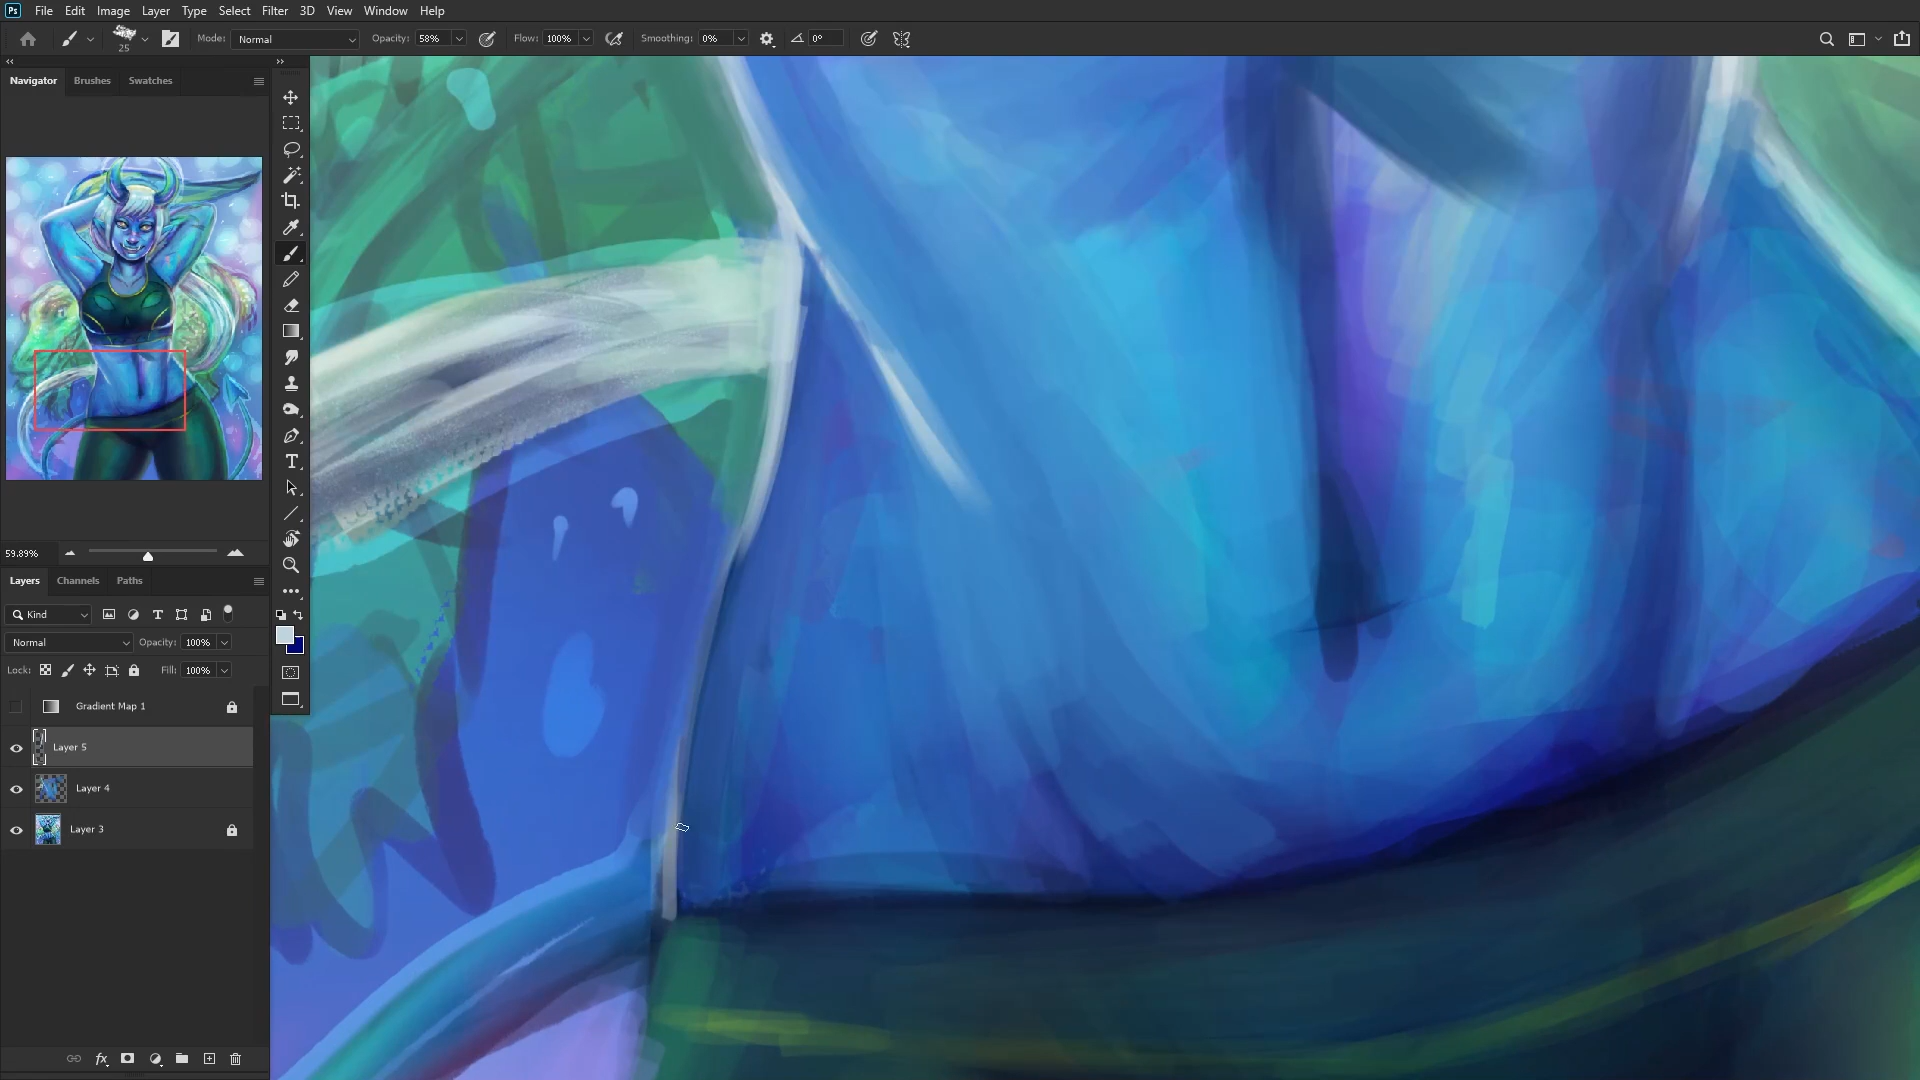 Ps File Edit Image Layer Type Select Filter 3D View Window Help
25 Mode: Normal Opacity: 58% Flow: 100% Smoothing: 0% 0°
Navigator Brushes Swatches
59.89%
Layers Channels Paths
Kind
Normal Opacity: 100%
Lock: Fill: 100%
Gradient Map 1
Layer 5
Layer 4
Layer 3